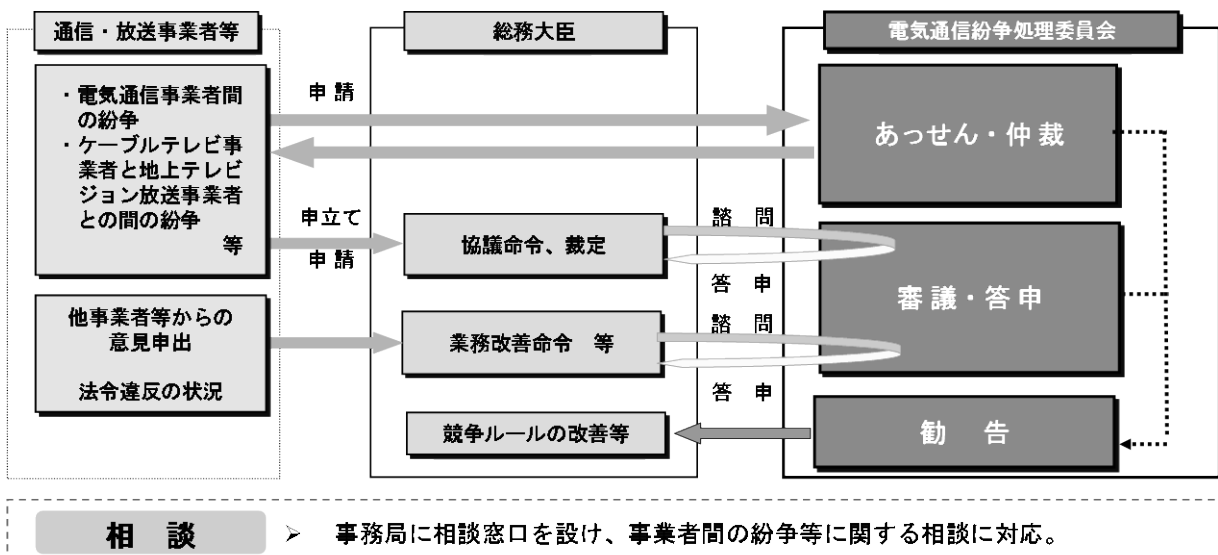 通信・放送事業者等
・電気通信事業者間
の紛争
・ケーブルテレビ事
業者と地上テレビ
ジョン放送事業者
との間の紛争
等
他事業者等からの
意見申出
法令違反の状況
申請
申立て
申請
総務大臣
協議命令、裁定
業務改善命令 等
競争ルールの改善等
諮 問
答 申
諮 問
答 申
電気通信紛争処理委員会
あっせん・仲裁
審議・答申
勧 告
相 談
➢ 事務局に相談窓口を設け、事業者間の紛争等に関する相談に対応。